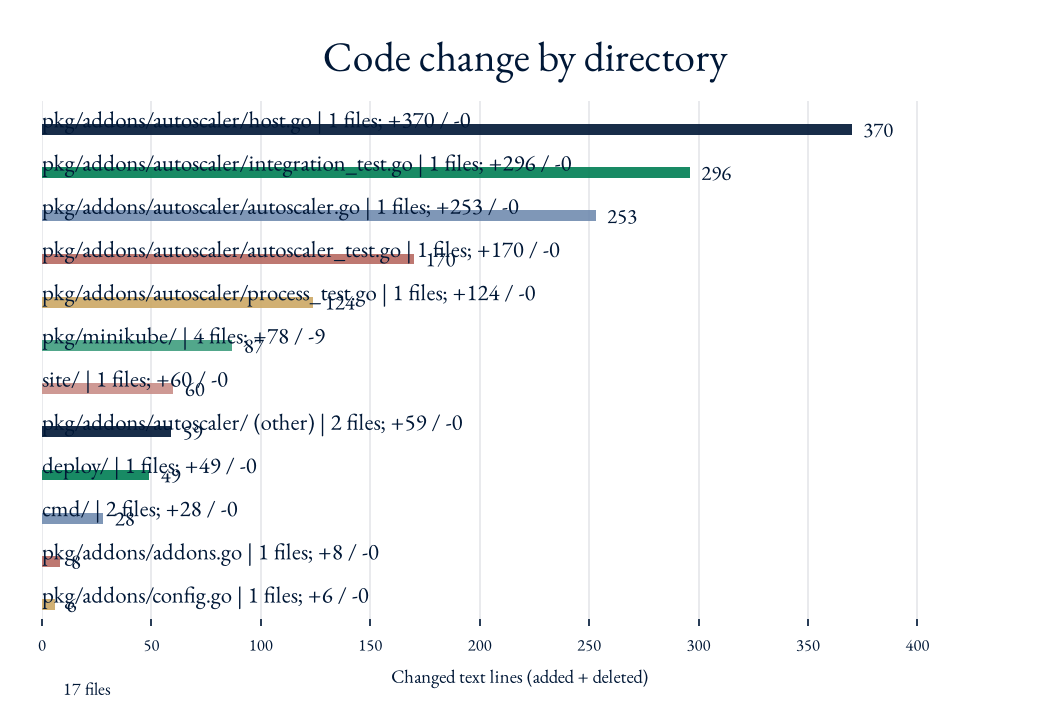 Code change by directory
pkg/addons/autoscaler/host.go | 1 files; +370 / -0
370
pkg/addons/autoscaler/integration_test.go | 1 files; +296 / -0
296
pkg/addons/autoscaler/autoscaler.go | 1 files; +253 / -0
253
pkg/addons/autoscaler/autoscaler_test.go | 1 files; +170 / -0
170
pkg/addons/autoscaler/process_test.go | 1 files; +124 / -0
124
pkg/minikube/ | 4 files; +78 / -9
87
site/ | 1 files; +60 / -0
60
pkg/addons/autoscaler/ (other) | 2 files; +59 / -0
59
deploy/ | 1 files; +49 / -0
49
cmd/ | 2 files; +28 / -0
28
pkg/addons/addons.go | 1 files; +8 / -0
8
pkg/addons/config.go | 1 files; +6 / -0
6
0 50 100 150 200 250 300 350 400
Changed text lines (added + deleted)
17 files